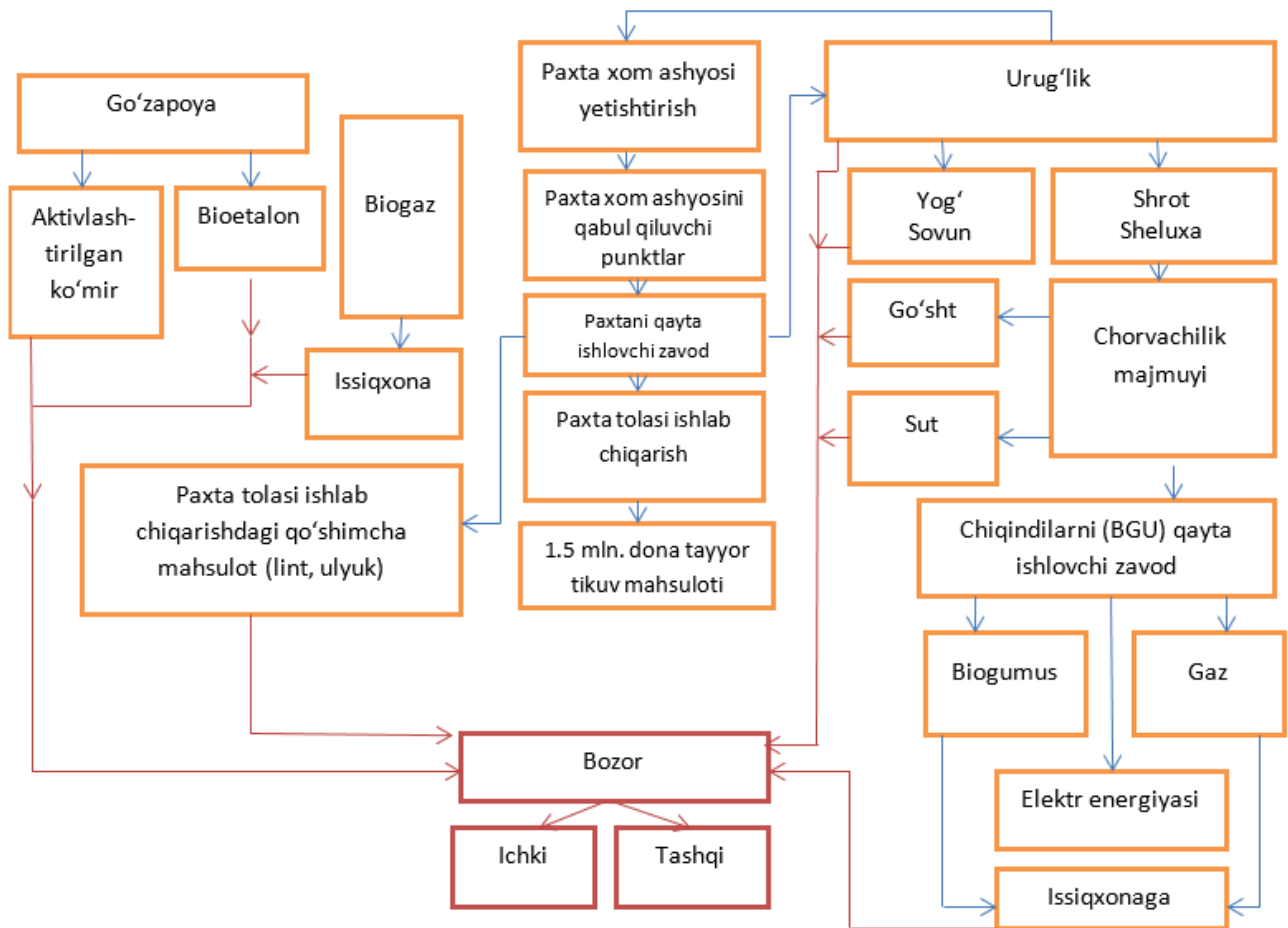 Go‘zapoya
Aktivlash-
tirilgan
ko‘mir
Bioetalon
Biogaz
Issiqxona
Paxta xom ashyosi
yetishtirish
Paxta xom ashyosini
qabul qiluvchi
punktlar
Paxtani qayta
ishlovchi zavod
Paxta tolasi ishlab
chiqarish
1.5 mln. dona tayyor
tikuv mahsuloti
Paxta tolasi ishlab
chiqarishdagi qo‘shimcha
mahsulot (lint, ulyuk)
Urug‘lik
Yog‘
Sovun
Shrot
Sheluxa
Go‘sht
Sut
Chorvachilik
majmuyi
Chiqindilarni (BGU) qayta
ishlovchi zavod
Biogumus
Gaz
Elektr energiyasi
Issiqxonaga
Bozor
Ichki
Tashqi